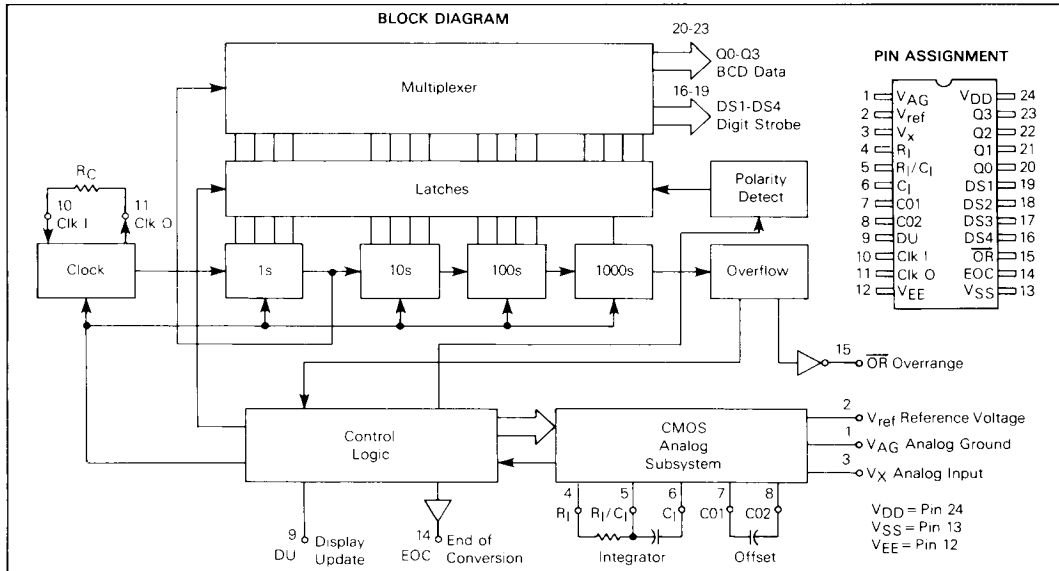 BLOCK DIAGRAM
20-23
Q0-Q3
BCD Data
16-19
DS1-DS4
Digit Strobe
Multiplexer
Latches
Polarity
Detect
RC
10
Clk I
11
Clk O
Clock
1s
10s
100s
1000s
Overflow
15
OR Overrange
Control
Logic
CMOS
Analog
Subsystem
2
Vref Reference Voltage
1
VAG Analog Ground
3
VX Analog Input
4
RI
5
RI/CI
6
CI
7
C01
8
C02
Integrator
Offset
9
DU
Display
Update
14
EOC
End of
Conversion
VDD = Pin 24
VSS = Pin 13
VEE = Pin 12
PIN ASSIGNMENT
1 VAG VDD 24
2 Vref Q3 23
3 Vx Q2 22
4 RI Q1 21
5 RI/CI Q0 20
6 CI DS1 19
7 C01 DS2 18
8 C02 DS3 17
9 DU DS4 16
10 Clk I OR 15
11 Clk O EOC 14
12 VEE VSS 13